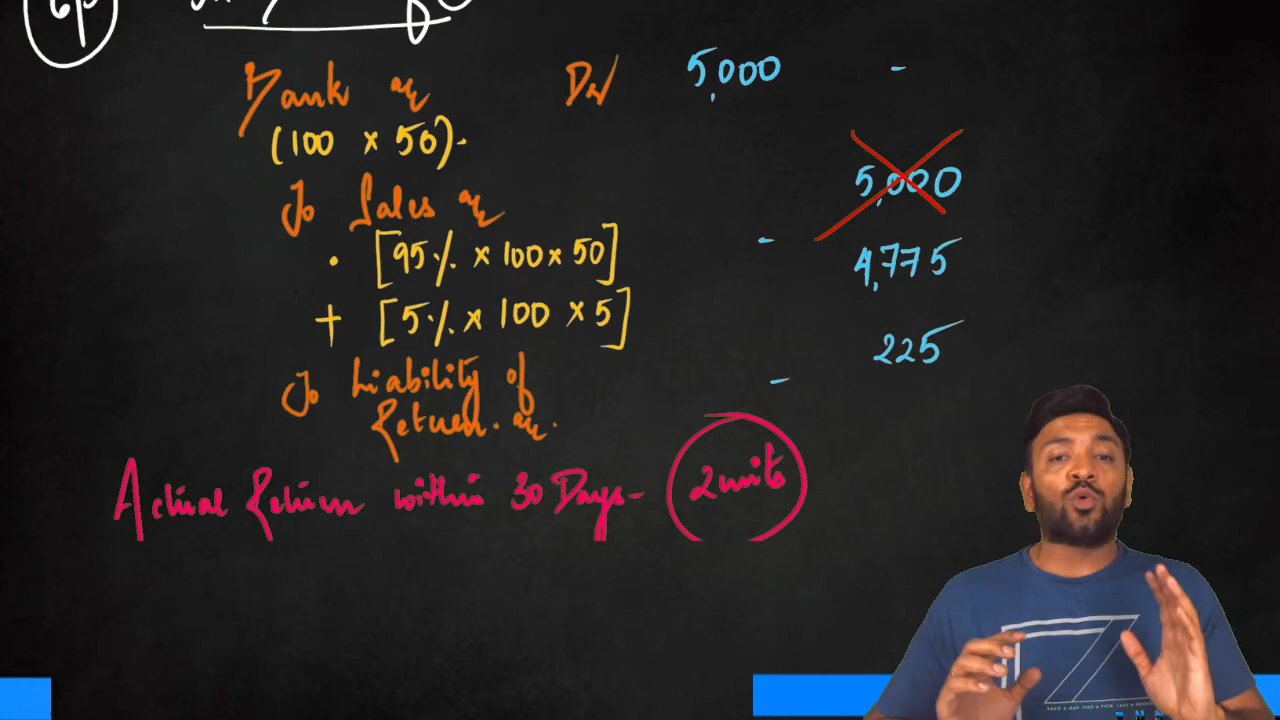 Bank a/c Dr 5,000 -
(100 x 50).
To Sales a/c 5,000
. [95% x 100 x 50] - 4,775
+ [5% x 100 x 5]
To Liability of - 225
Return. a/c.
Actual Return within 30 Days- 2 units